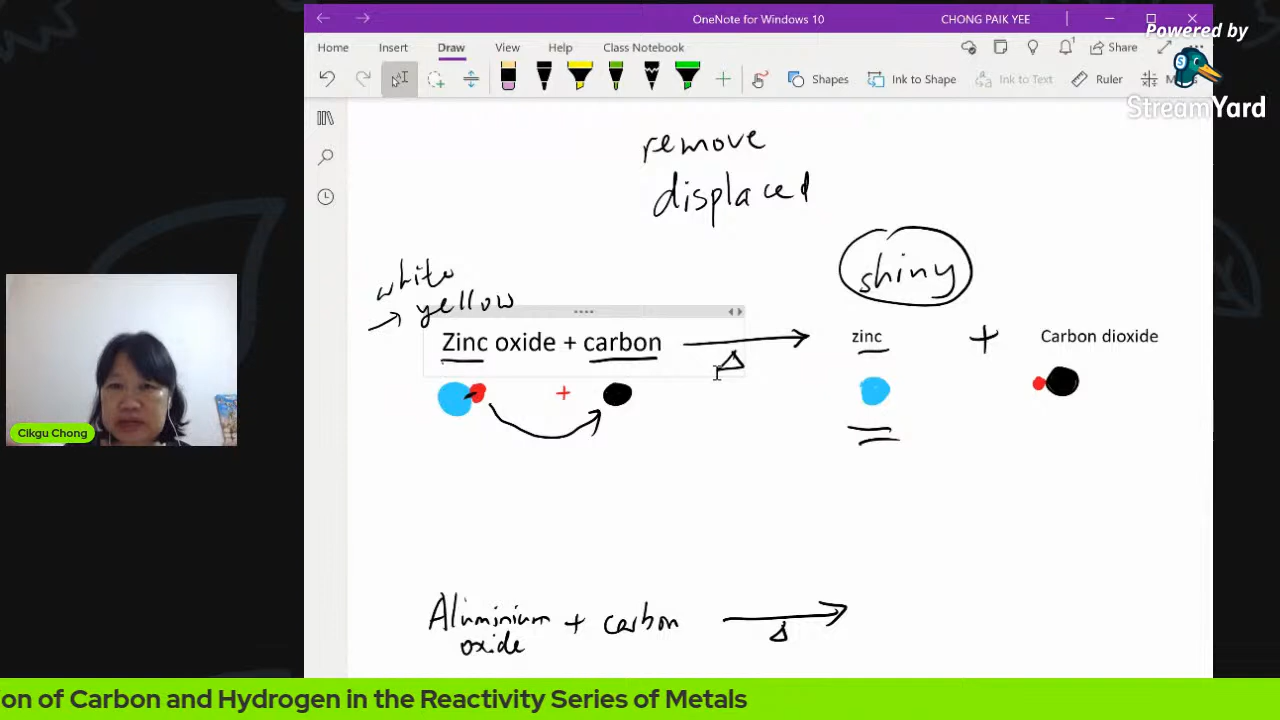 OneNote for Windows 10
CHONG PAIK YEE
Powered by
StreamYard
Home Insert Draw View Help Class Notebook
Share
Shapes Ink to Shape Ink to Text Ruler
remove
displaced
white
→ yellow
shiny
Zinc oxide + carbon → zinc + Carbon dioxide
Δ
+
Cikgu Chong
Aluminium + carbon →
oxide
Δ
on of Carbon and Hydrogen in the Reactivity Series of Metals